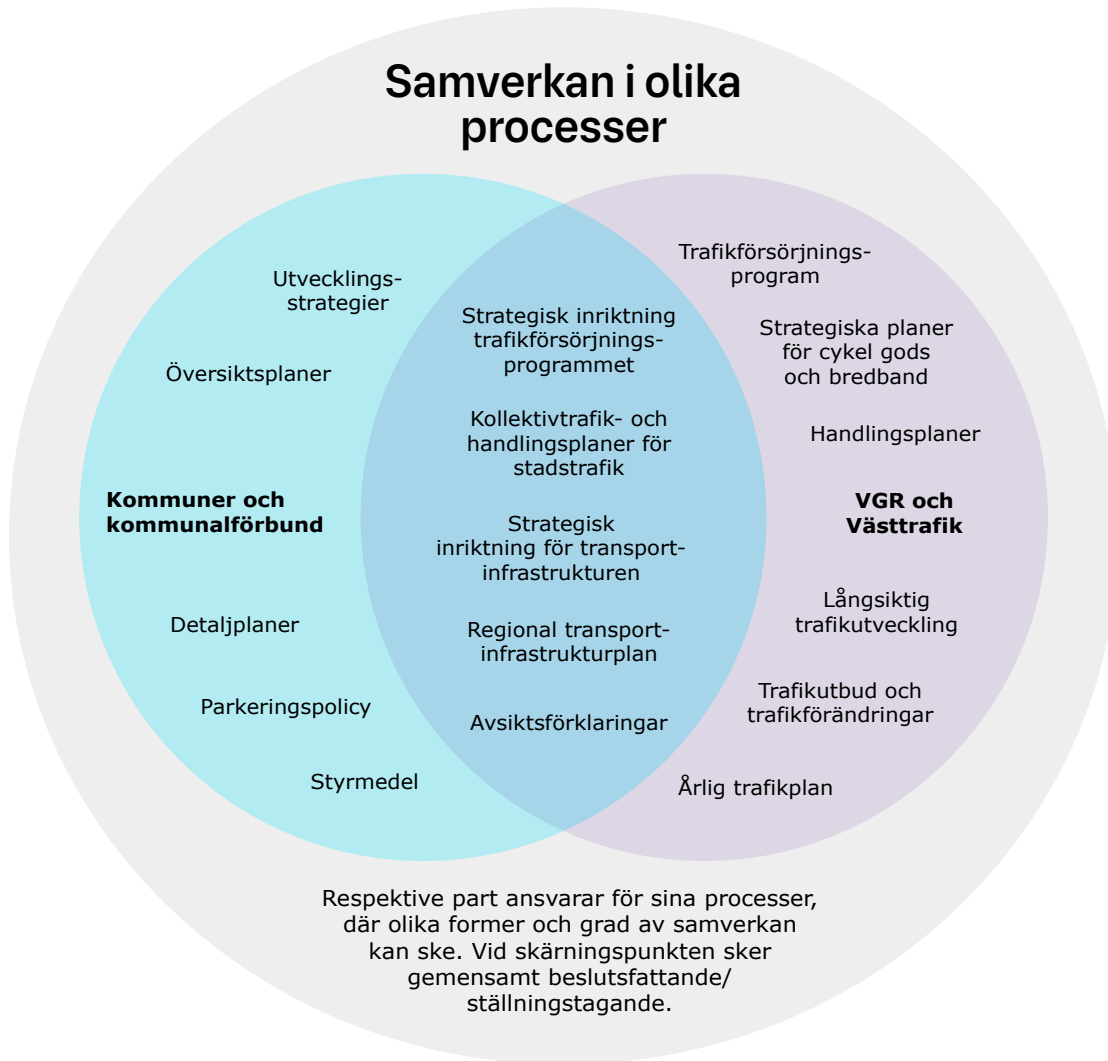 Samverkan i olika
processer
Utvecklings-
strategier
Översiktsplaner
Kommuner och
kommunalförbund
Detaljplaner
Parkeringspolicy
Styrmedel
Strategisk inriktning
trafikförsörjnings-
programmet
Kollektivtrafik- och
handlingsplaner för
stadstrafik
Strategisk
inriktning för transport-
infrastrukturen
Regional transport-
infrastrukturplan
Avsiktsförklaringar
Trafikförsörjnings-
program
Strategiska planer
för cykel gods
och bredband
Handlingsplaner
VGR och
Västtrafik
Långsiktig
trafikutveckling
Trafikutbud och
trafikförändringar
Årlig trafikplan
Respektive part ansvarar för sina processer,
där olika former och grad av samverkan
kan ske. Vid skärningspunkten sker
gemensamt beslutsfattande/
ställningstagande.